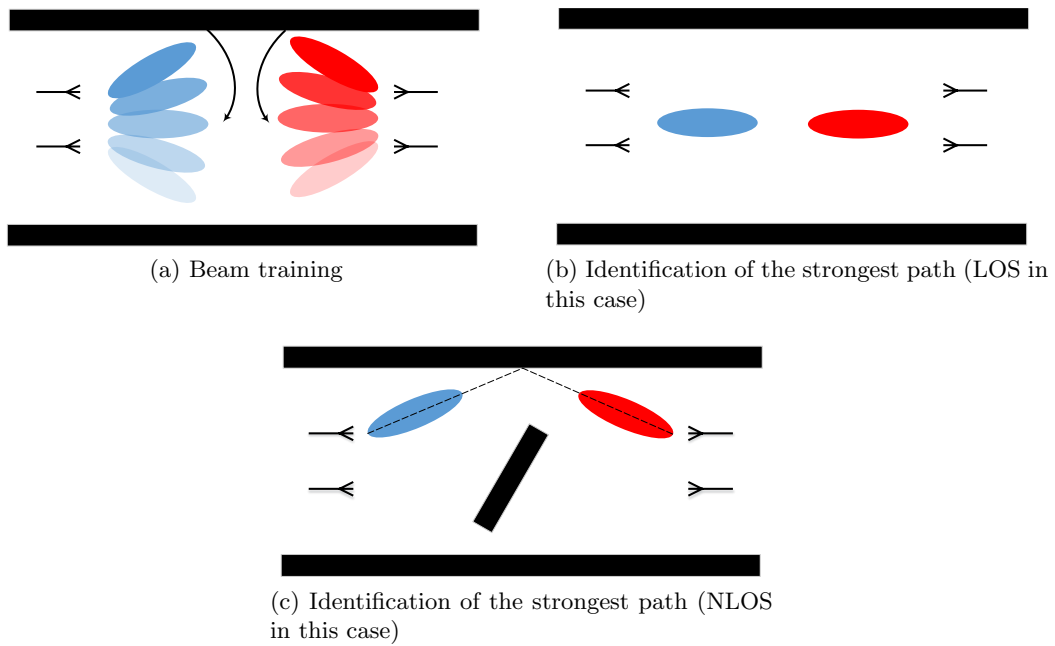 (a) Beam training
(b) Identification of the strongest path (LOS in
this case)
(c) Identification of the strongest path (NLOS
in this case)